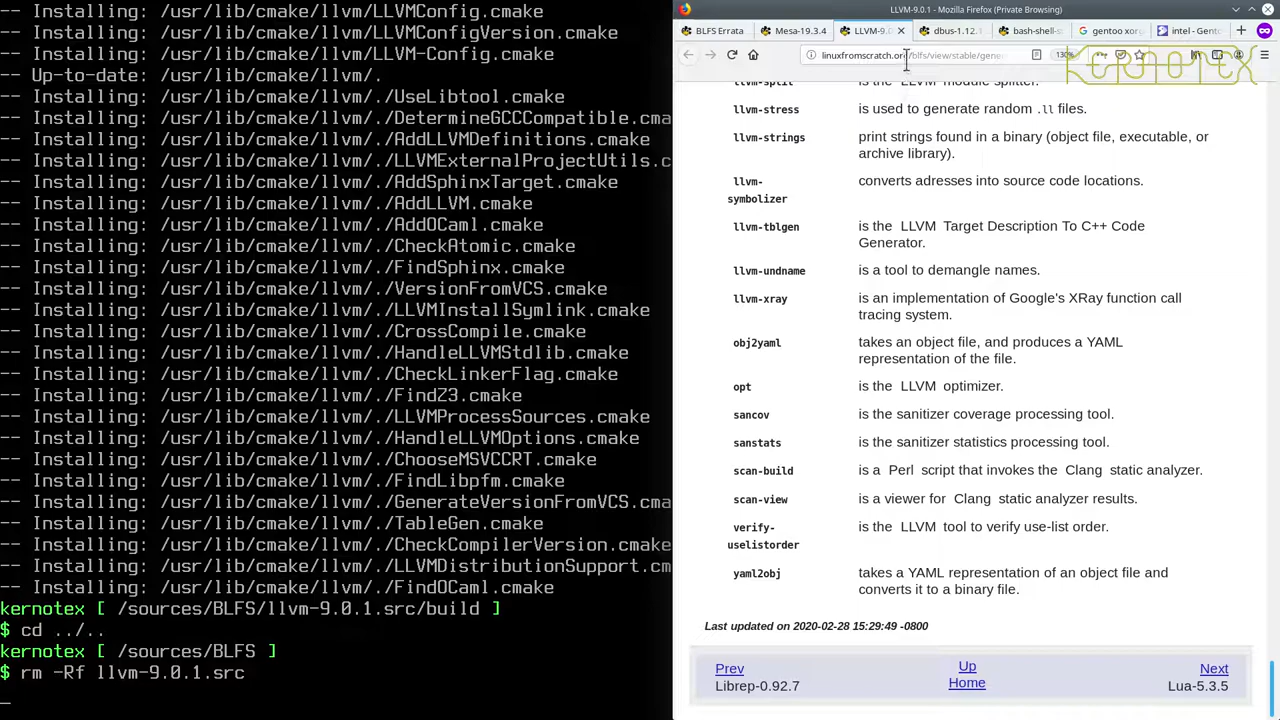 -- Installing: /usr/lib/cmake/llvm/LLVMConfig.cmake
-- Installing: /usr/lib/cmake/llvm/LLVMConfigVersion.cmake
-- Installing: /usr/lib/cmake/llvm/LLVM-Config.cmake
-- Up-to-date: /usr/lib/cmake/llvm/.
-- Installing: /usr/lib/cmake/llvm/./UseLibtool.cmake
-- Installing: /usr/lib/cmake/llvm/./DetermineGCCCompatible.cma
-- Installing: /usr/lib/cmake/llvm/./AddLLVMDefinitions.cmake
-- Installing: /usr/lib/cmake/llvm/./LLVMExternalProjectUtils.c
-- Installing: /usr/lib/cmake/llvm/./AddSphinxTarget.cmake
-- Installing: /usr/lib/cmake/llvm/./AddLLVM.cmake
-- Installing: /usr/lib/cmake/llvm/./AddOCaml.cmake
-- Installing: /usr/lib/cmake/llvm/./CheckAtomic.cmake
-- Installing: /usr/lib/cmake/llvm/./FindSphinx.cmake
-- Installing: /usr/lib/cmake/llvm/./VersionFromVCS.cmake
-- Installing: /usr/lib/cmake/llvm/./LLVMInstallSymlink.cmake
-- Installing: /usr/lib/cmake/llvm/./CrossCompile.cmake
-- Installing: /usr/lib/cmake/llvm/./HandleLLVMStdlib.cmake
-- Installing: /usr/lib/cmake/llvm/./CheckLinkerFlag.cmake
-- Installing: /usr/lib/cmake/llvm/./FindZ3.cmake
-- Installing: /usr/lib/cmake/llvm/./LLVMProcessSources.cmake
-- Installing: /usr/lib/cmake/llvm/./HandleLLVMOptions.cmake
-- Installing: /usr/lib/cmake/llvm/./ChooseMSVCCRT.cmake
-- Installing: /usr/lib/cmake/llvm/./FindLibpfm.cmake
-- Installing: /usr/lib/cmake/llvm/./GenerateVersionFromVCS.cma
-- Installing: /usr/lib/cmake/llvm/./TableGen.cmake
-- Installing: /usr/lib/cmake/llvm/./CheckCompilerVersion.cmake
-- Installing: /usr/lib/cmake/llvm/./LLVMDistributionSupport.cm
-- Installing: /usr/lib/cmake/llvm/./FindOCaml.cmake
kernotex [ /sources/BLFS/llvm-9.0.1.src/build ]
$ cd ../..
kernotex [ /sources/BLFS ]
$ rm -Rf llvm-9.0.1.src
LLVM-9.0.1 - Mozilla Firefox (Private Browsing)
BLFS Errata
Mesa-19.3.4
LLVM-9.0
dbus-1.12.1
bash-shell-s
gentoo xorg
intel - Gento
linuxfromscratch.org/blfs/view/stable/gene
130%
KERNOTEX
llvm-split is the LLVM module splitter.
llvm-stress is used to generate random .ll files.
llvm-strings print strings found in a binary (object file, executable, or
archive library).
llvm- converts adresses into source code locations.
symbolizer
llvm-tblgen is the LLVM Target Description To C++ Code
Generator.
llvm-undname is a tool to demangle names.
llvm-xray is an implementation of Google's XRay function call
tracing system.
obj2yaml takes an object file, and produces a YAML
representation of the file.
opt is the LLVM optimizer.
sancov is the sanitizer coverage processing tool.
sanstats is the sanitizer statistics processing tool.
scan-build is a Perl script that invokes the Clang static analyzer.
scan-view is a viewer for Clang static analyzer results.
verify- is the LLVM tool to verify use-list order.
uselistorder
yaml2obj takes a YAML representation of an object file and
converts it to a binary file.
Last updated on 2020-02-28 15:29:49 -0800
Prev Up Next
Librep-0.92.7 Home Lua-5.3.5